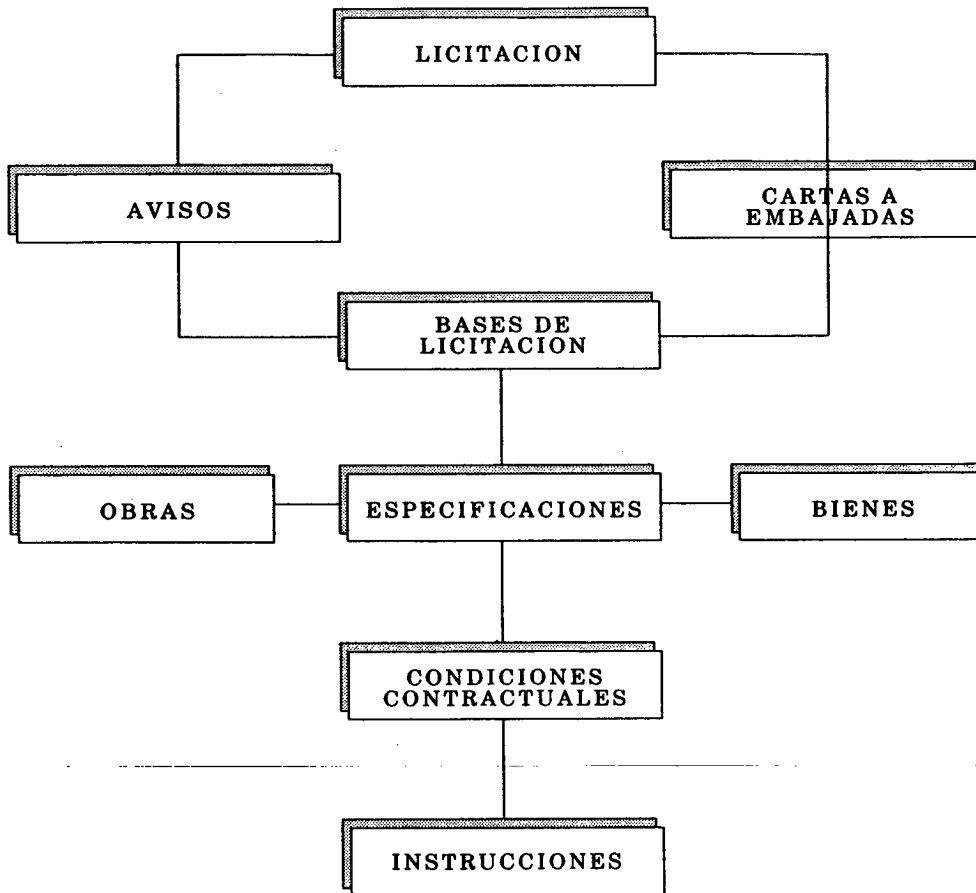 LICITACION
AVISOS
CARTAS A
EMBAJADAS
BASES DE
LICITACION
OBRAS
ESPECIFICACIONES
BIENES
CONDICIONES
CONTRACTUALES
INSTRUCCIONES